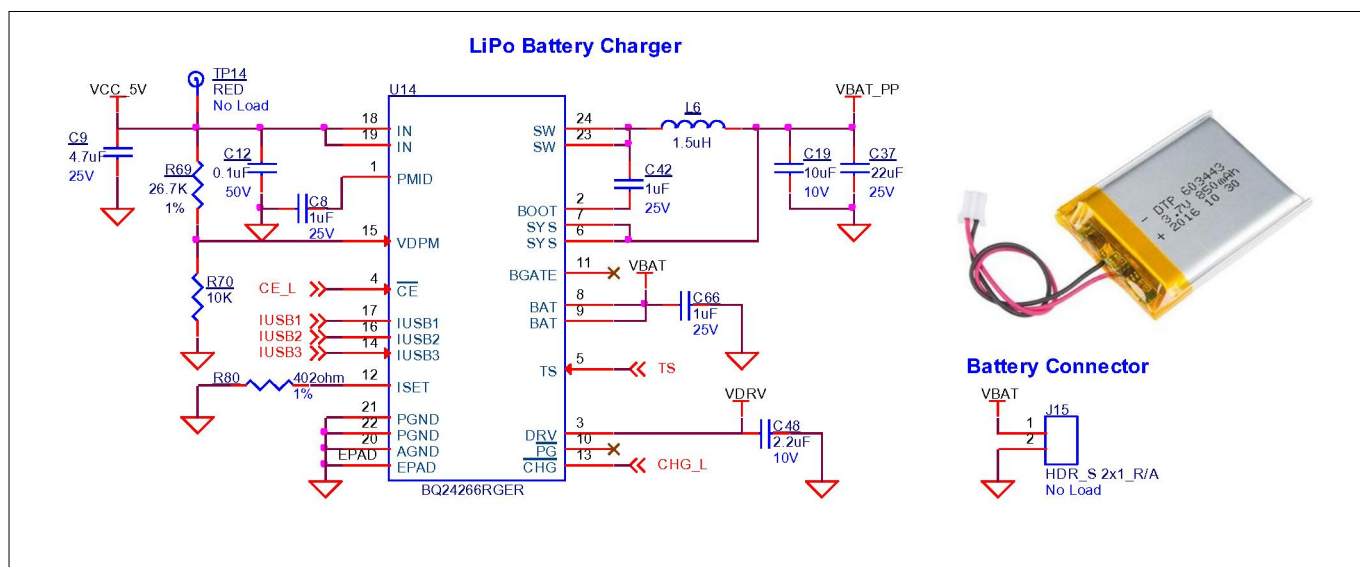 LiPo Battery Charger
TP14
RED
No Load
VCC_5V
C9
4.7uF
25V
R69
26.7K
1%
C12
0.1uF
50V
C8
1uF
25V
R70
10K
CE_L
IUSB1
IUSB2
IUSB3
R80
402ohm
1%
EPAD
U14
18 IN
19 IN
1 PMID
15 VDPM
4 CE
17 IUSB1
16 IUSB2
14 IUSB3
12 ISET
21 PGND
22 PGND
20 AGND
EPAD
SW 24
SW 23
BOOT 2
SYS 7
SYS 6
BGATE 11
BAT 8
BAT 9
TS 5
DRV 3
PG 10
CHG 13
BQ24266RGER
L6
1.5uH
VBAT_PP
C42
1uF
25V
C19
10uF
10V
C37
22uF
25V
VBAT
C66
1uF
25V
TS
VDRV
C48
2.2uF
10V
CHG_L
- DTP 603443
3.7V 850mAh
+ 2016 10 30
Battery Connector
VBAT
J15
1
2
HDR_S 2x1_R/A
No Load